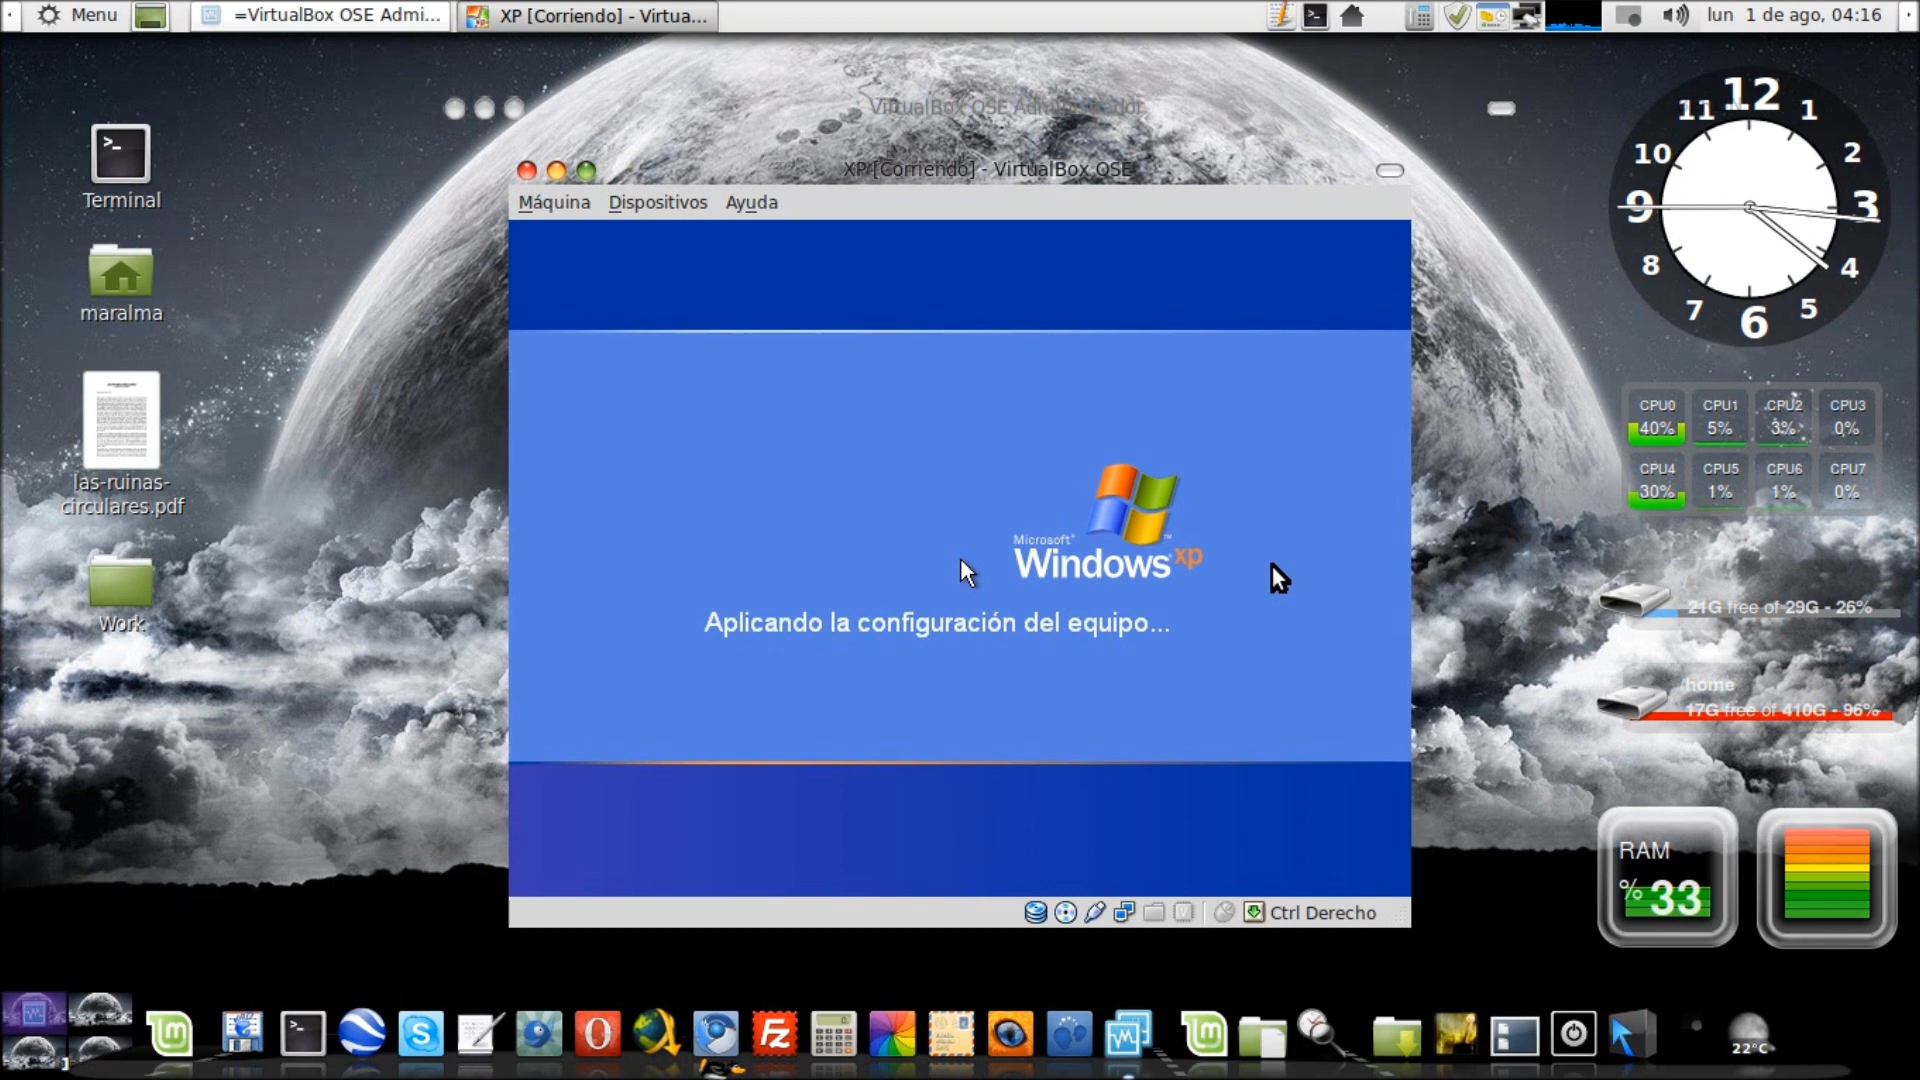 Menu
=VirtualBox OSE Admi...
XP [Corriendo] - Virtua...
lun 1 de ago, 04:16
VirtualBox OSE Administrador
XP [Corriendo] - VirtualBox OSE
Máquina Dispositivos Ayuda
Terminal
maralma
las-ruinas-
circulares.pdf
Work
Microsoft®
Windows xp™
Aplicando la configuración del equipo...
Ctrl Derecho
12
1
2
3
4
5
6
7
8
9
10
11
CPU0 CPU1 CPU2 CPU3
40% 5% 3% 0%
CPU4 CPU5 CPU6 CPU7
30% 1% 1% 0%
21G free of 29G - 26%
home
17G free of 410G - 96%
RAM
% 33
22°C